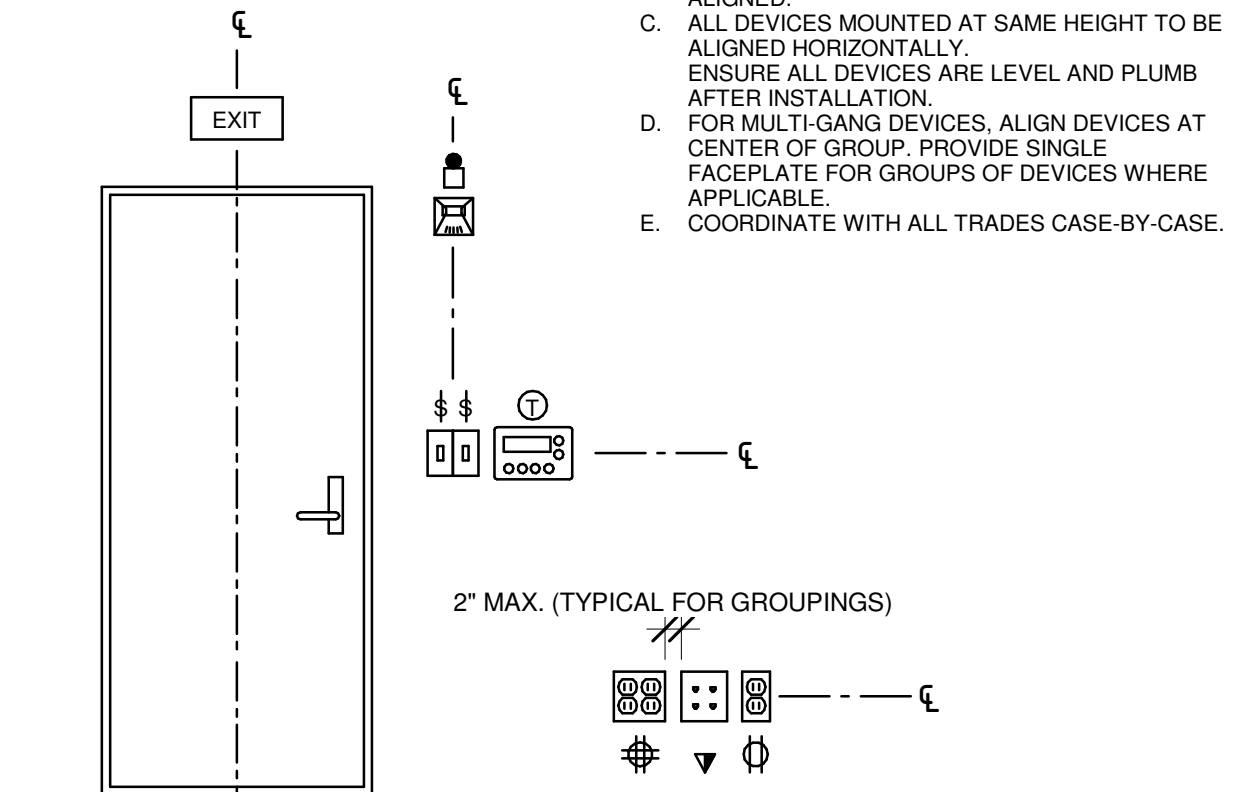 ALIGNED.
C. ALL DEVICES MOUNTED AT SAME HEIGHT TO BE
ALIGNED HORIZONTALLY.
ENSURE ALL DEVICES ARE LEVEL AND PLUMB
AFTER INSTALLATION.
D. FOR MULTI-GANG DEVICES, ALIGN DEVICES AT
CENTER OF GROUP. PROVIDE SINGLE
FACEPLATE FOR GROUPS OF DEVICES WHERE
APPLICABLE.
E. COORDINATE WITH ALL TRADES CASE-BY-CASE.
℄
EXIT
℄
$ $ T
℄
2" MAX. (TYPICAL FOR GROUPINGS)
℄